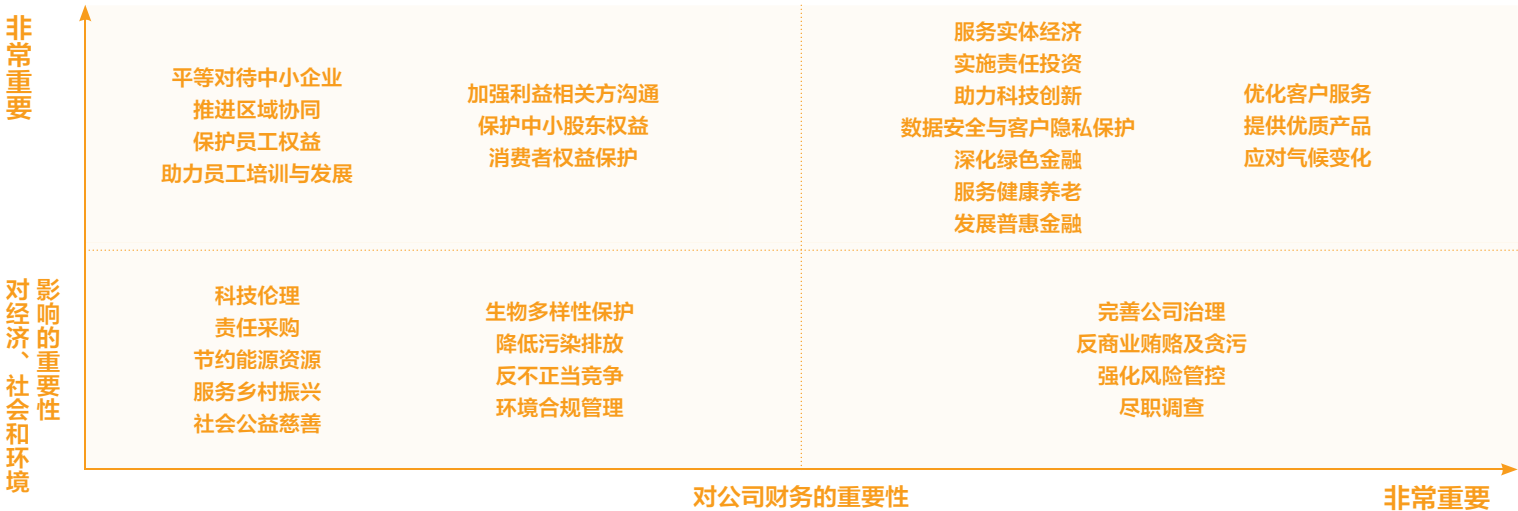 非常重要
对经济、社会和环境
影响的重要性
平等对待中小企业
推进区域协同
保护员工权益
助力员工培训与发展
加强利益相关方沟通
保护中小股东权益
消费者权益保护
服务实体经济
实施责任投资
助力科技创新
数据安全与客户隐私保护
深化绿色金融
服务健康养老
发展普惠金融
优化客户服务
提供优质产品
应对气候变化
科技伦理
责任采购
节约能源资源
服务乡村振兴
社会公益慈善
生物多样性保护
降低污染排放
反不正当竞争
环境合规管理
完善公司治理
反商业贿赂及贪污
强化风险管控
尽职调查
对公司财务的重要性
非常重要